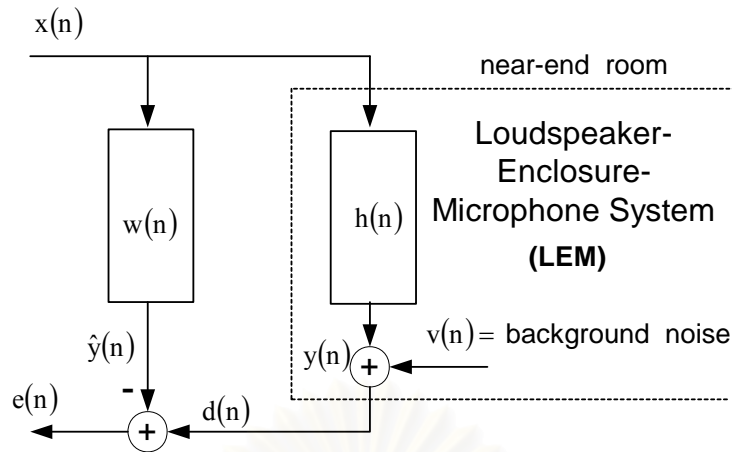 x(n)
near-end room
Loudspeaker-
Enclosure-
Microphone System
(LEM)
w(n)
h(n)
ŷ(n)
y(n)
v(n) = background noise
+
-
e(n)
d(n)
+